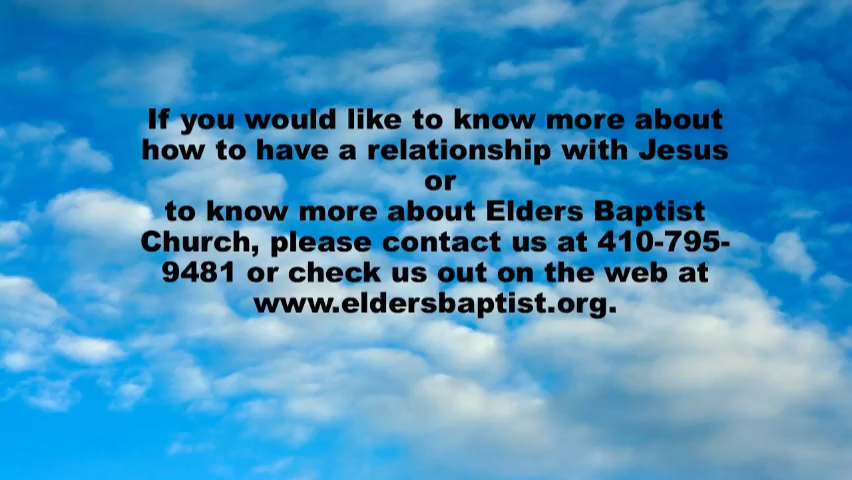 If you would like to know more about
how to have a relationship with Jesus
or
to know more about Elders Baptist
Church, please contact us at 410-795-
9481 or check us out on the web at
www.eldersbaptist.org.